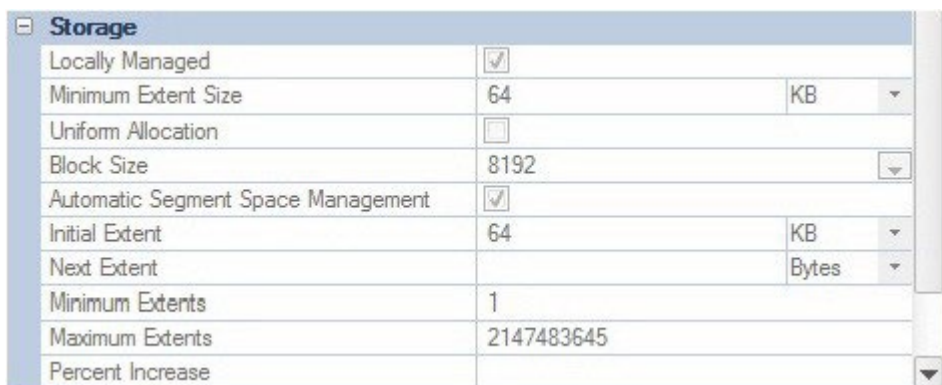 Storage
Locally Managed
Minimum Extent Size 64 KB
Uniform Allocation
Block Size 8192
Automatic Segment Space Management
Initial Extent 64 KB
Next Extent Bytes
Minimum Extents 1
Maximum Extents 2147483645
Percent Increase